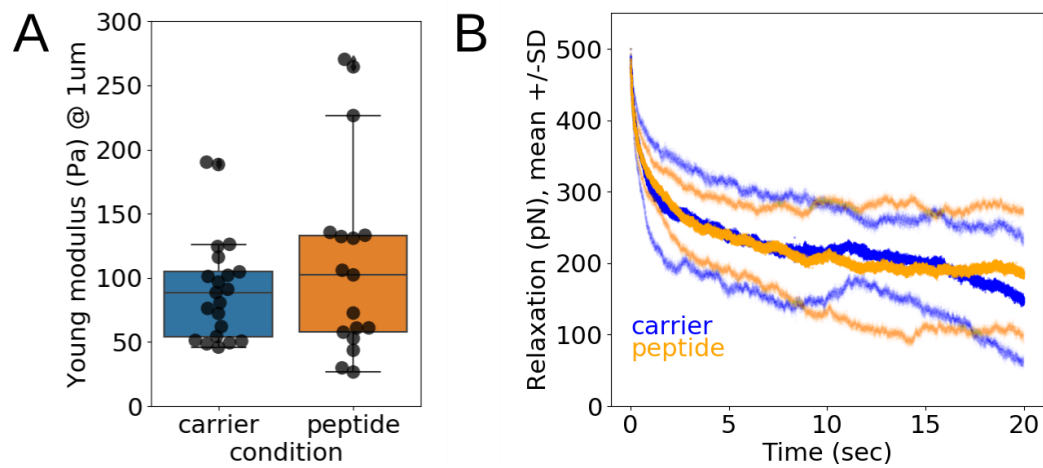 A
Young modulus (Pa) @ 1um
300
250
200
150
100
50
0
carrier
peptide
condition
B
Relaxation (pN), mean +/-SD
500
400
300
200
100
0
carrier
peptide
0
5
10
15
20
Time (sec)